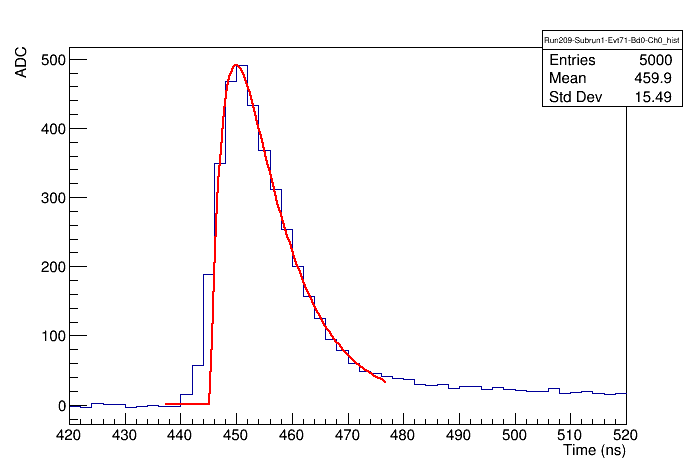 Run209-Subrun1-Evt71-Bd0-Ch0_hist
Entries 5000
Mean 459.9
Std Dev 15.49
ADC
500
400
300
200
100
0
420 430 440 450 460 470 480 490 500 510 520
Time (ns)